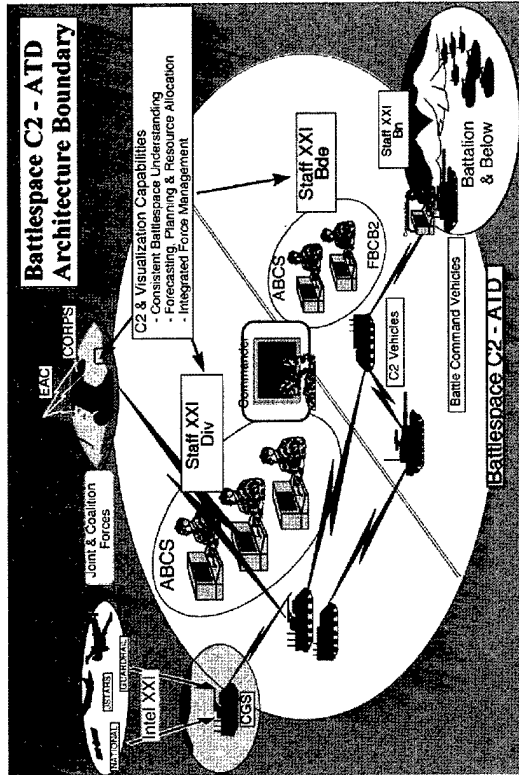 Battlespace C2 - ATD
Architecture Boundary
EAC
CORPS
Joint & Coalition
Forces
NATIONAL
JSTARS
GUARDRAIL
Intel XXI
CGS
C2 & Visualization Capabilities
- Consistent Battlespace Understanding
- Forecasting, Planning & Resource Allocation
- Integrated Force Management
Staff XXI
Div
ABCS
Commander
Staff XXI
Bde
ABCS
FBCB2
Staff XXI
Bn
Battalion
& Below
C2 Vehicles
Battle Command Vehicles
Battlespace C2 - ATD